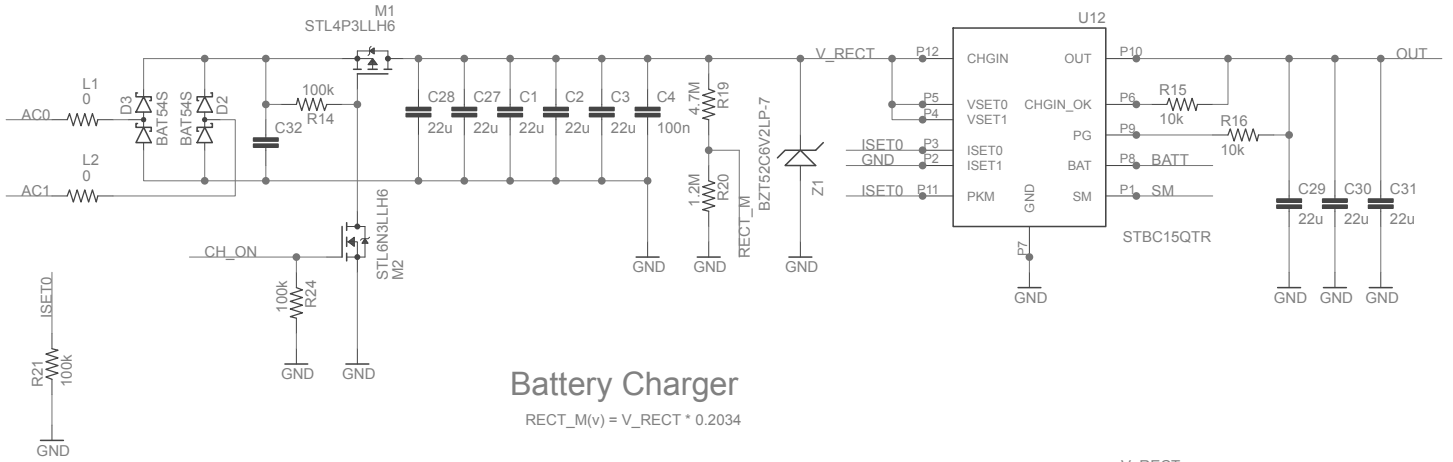 M1
STL4P3LLH6
U12
V_RECT
P12
CHGIN
OUT
P10
OUT
L1
0
D3
BAT54S
BAT54S
D2
100k
R14
C32
C28
22u
C27
22u
C1
22u
C2
22u
C3
22u
C4
100n
4.7M
R19
P5
VSET0
P4
VSET1
CHGIN_OK
P6
R15
10k
AC0
PG
P9
R16
10k
ISET0
P3
ISET0
GND
P2
ISET1
BAT
P8
BATT
L2
0
AC1
1.2M
R20
RECT_M
BZT52C6V2LP-7
Z1
ISET0
P11
PKM
GND
SM
P1
SM
P7
STBC15QTR
C29
22u
C30
22u
C31
22u
CH_ON
STL6N3LLH6
M2
GND
GND
GND
GND
GND
GND
GND
ISET0
R21
100k
100k
R24
GND
GND
GND
Battery Charger
RECT_M(v) = V_RECT * 0.2034
V_RECT